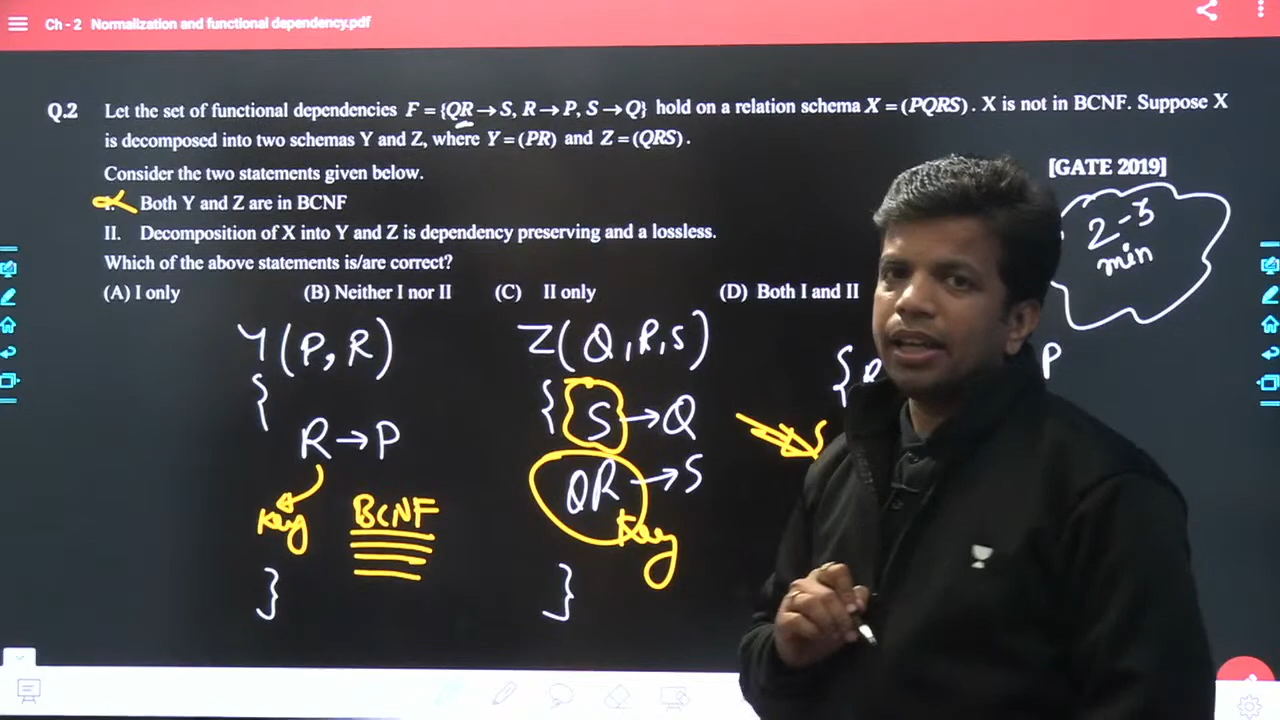 Ch - 2 Normalization and functional dependency.pdf
Q.2 Let the set of functional dependencies F = {QR → S, R → P, S → Q} hold on a relation schema X = (PQRS). X is not in BCNF. Suppose X
is decomposed into two schemas Y and Z, where Y = (PR) and Z = (QRS).
Consider the two statements given below.
[GATE 2019]
I. Both Y and Z are in BCNF
II. Decomposition of X into Y and Z is dependency preserving and a lossless.
Which of the above statements is/are correct?
(A) I only (B) Neither I nor II (C) II only (D) Both I and II
2-3
min
Y(P, R)
Z(Q, R, S)
{
{ S → Q
{
P
R → P
QR → S
Key
BCNF
Key
}
}